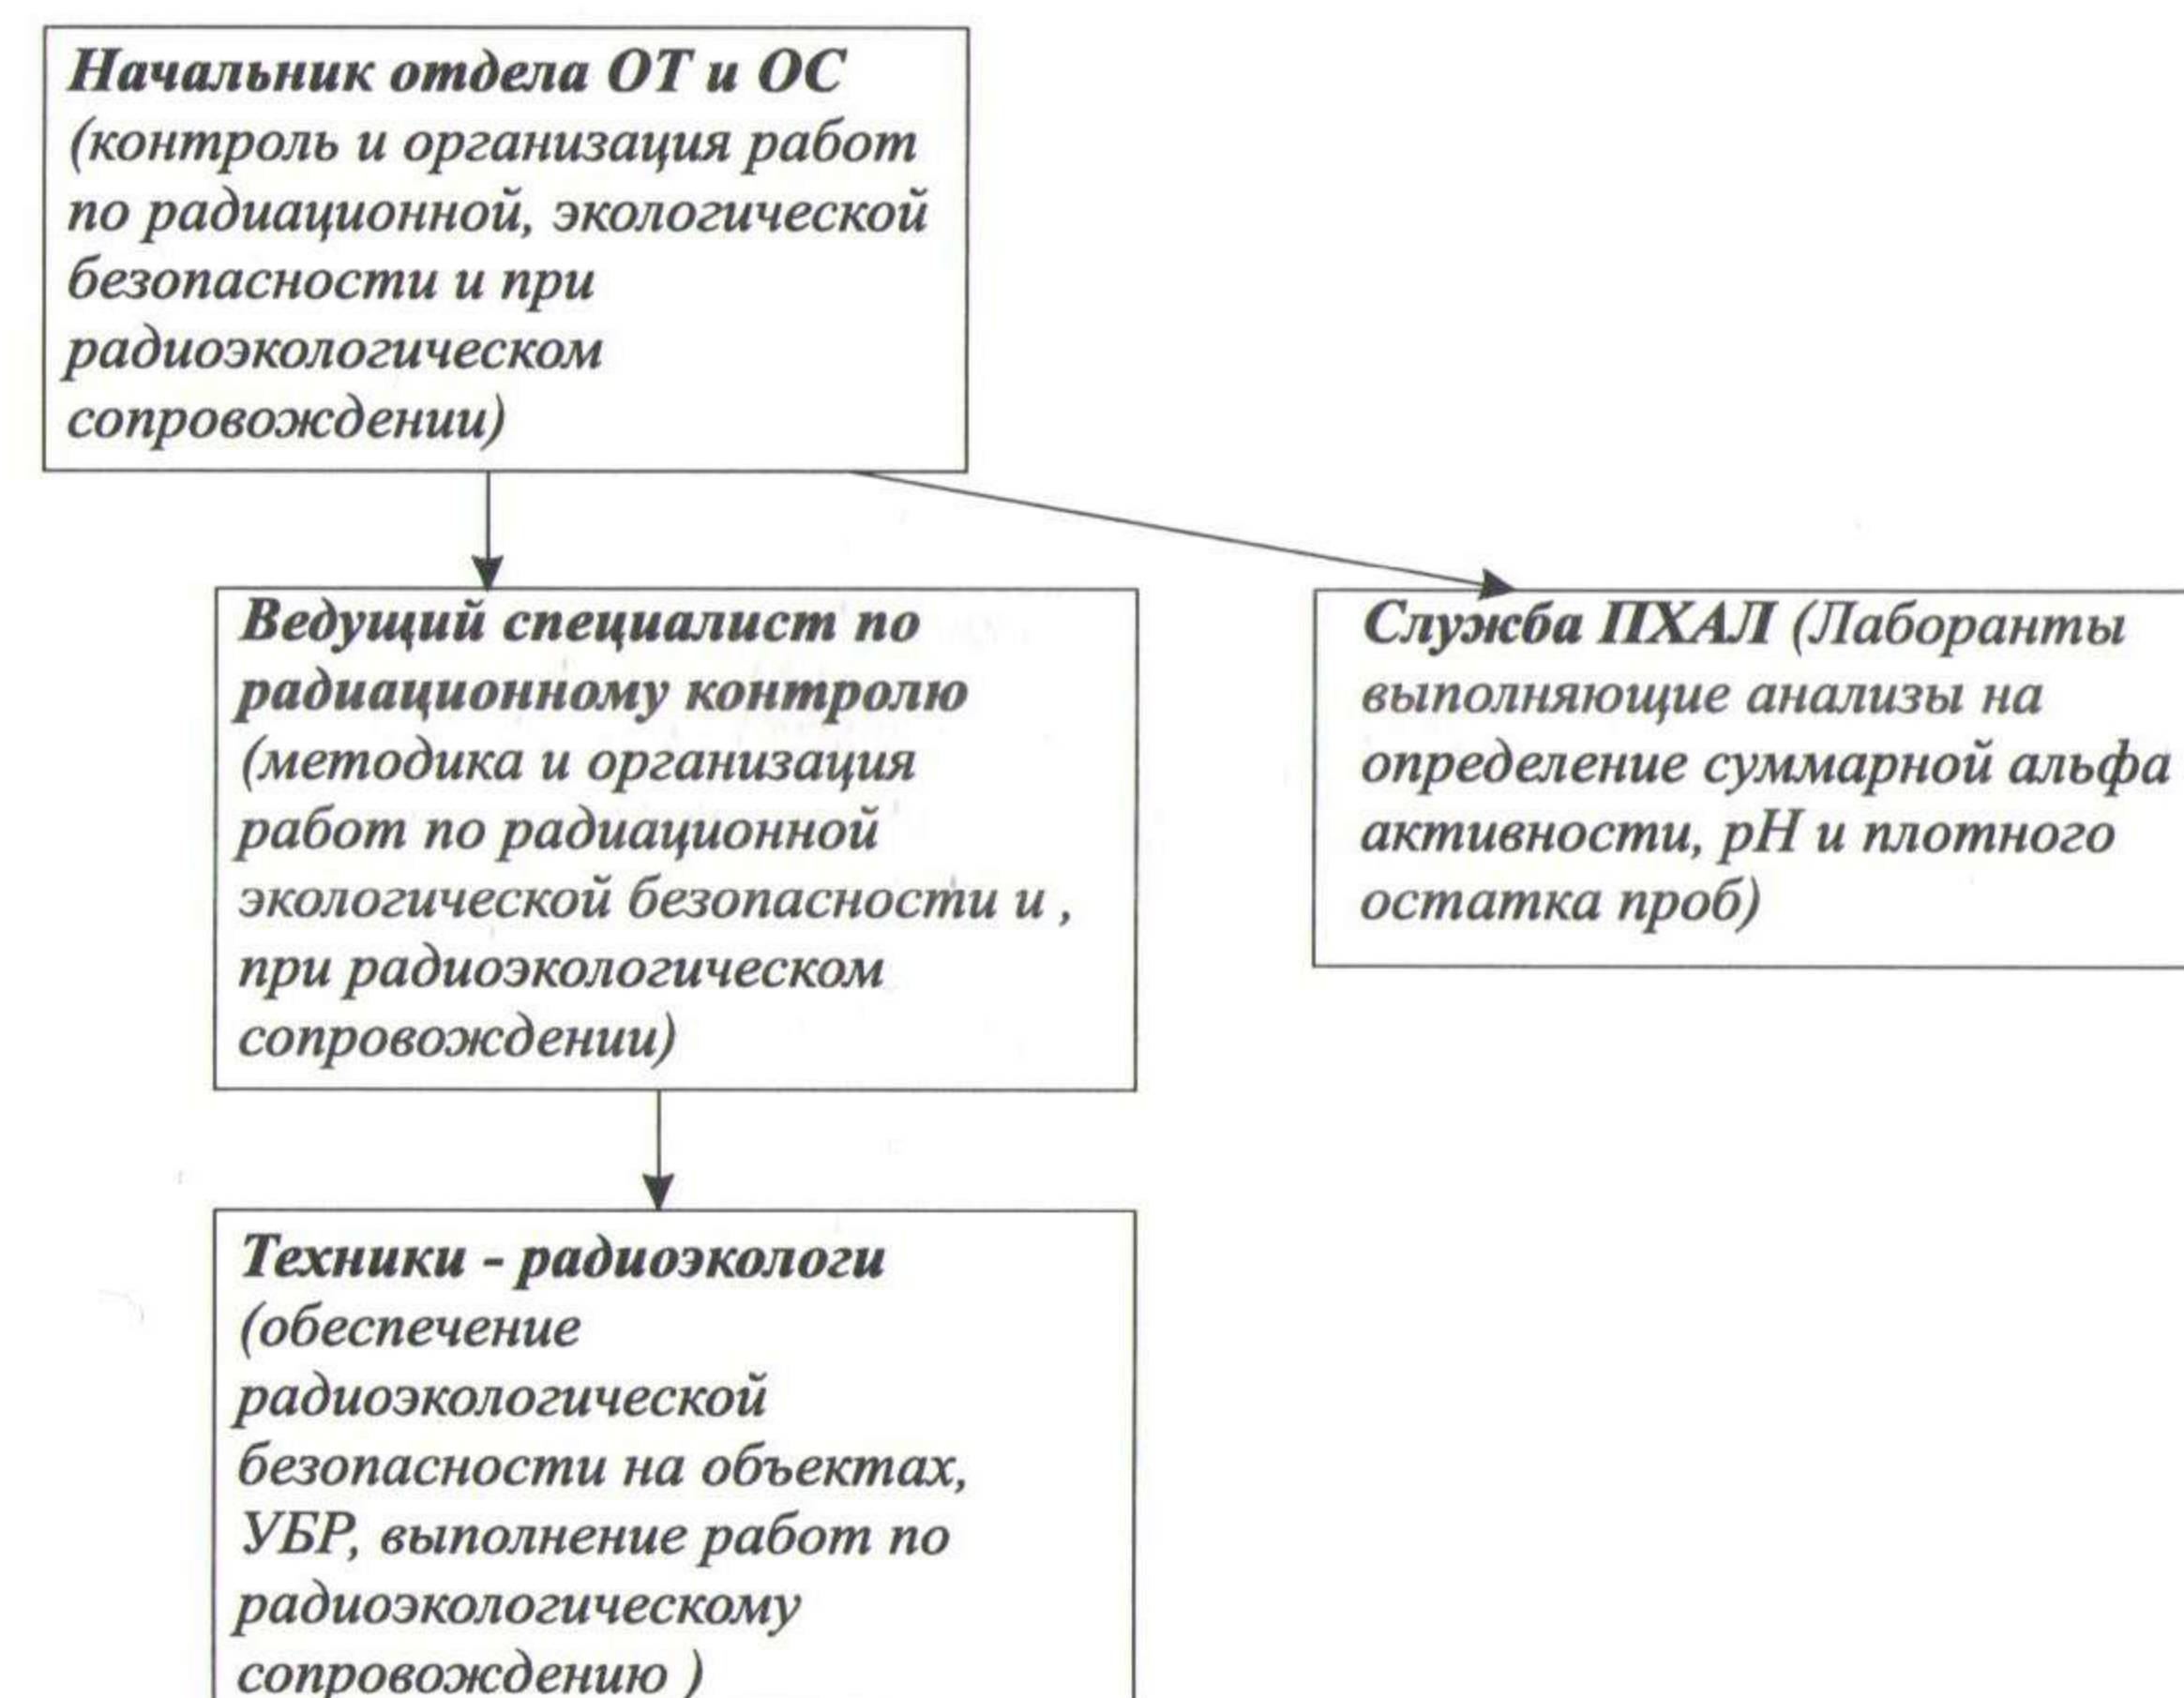 Начальник отдела ОТ и ОС
(контроль и организация работ
по радиационной, экологической
безопасности и при
радиоэкологическом
сопровождении)
Ведущий специалист по
радиационному контролю
(методика и организация
работ по радиационной
экологической безопасности и ,
при радиоэкологическом
сопровождении)
Служба ПХАЛ (Лаборанты
выполняющие анализы на
определение суммарной альфа
активности, рН и плотного
остатка проб)
Техники - радиоэкологи
(обеспечение
радиоэкологической
безопасности на объектах,
УБР, выполнение работ по
радиоэкологическому
сопровождению )